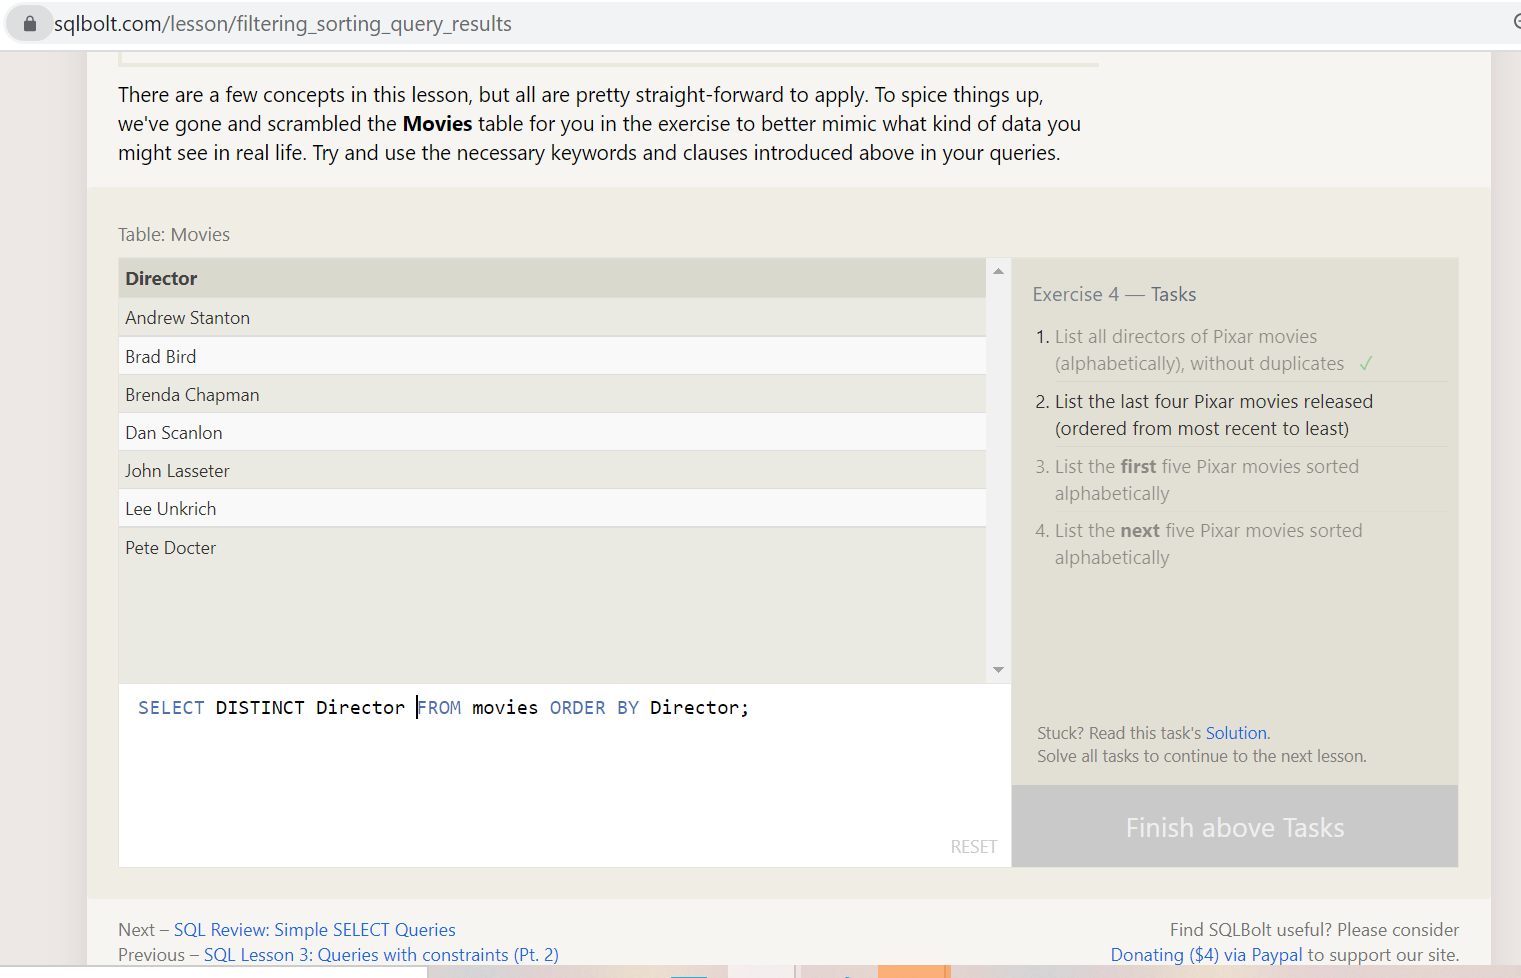 sqlbolt.com/lesson/filtering_sorting_query_results
There are a few concepts in this lesson, but all are pretty straight-forward to apply. To spice things up,
we've gone and scrambled the Movies table for you in the exercise to better mimic what kind of data you
might see in real life. Try and use the necessary keywords and clauses introduced above in your queries.
Table: Movies
Director
Andrew Stanton
Brad Bird
Brenda Chapman
Dan Scanlon
John Lasseter
Lee Unkrich
Pete Docter
SELECT DISTINCT Director FROM movies ORDER BY Director;
RESET
Exercise 4 — Tasks
1. List all directors of Pixar movies
(alphabetically), without duplicates ✓
2. List the last four Pixar movies released
(ordered from most recent to least)
3. List the first five Pixar movies sorted
alphabetically
4. List the next five Pixar movies sorted
alphabetically
Stuck? Read this task's Solution.
Solve all tasks to continue to the next lesson.
Finish above Tasks
Next – SQL Review: Simple SELECT Queries
Previous – SQL Lesson 3: Queries with constraints (Pt. 2)
Find SQLBolt useful? Please consider
Donating ($4) via Paypal to support our site.